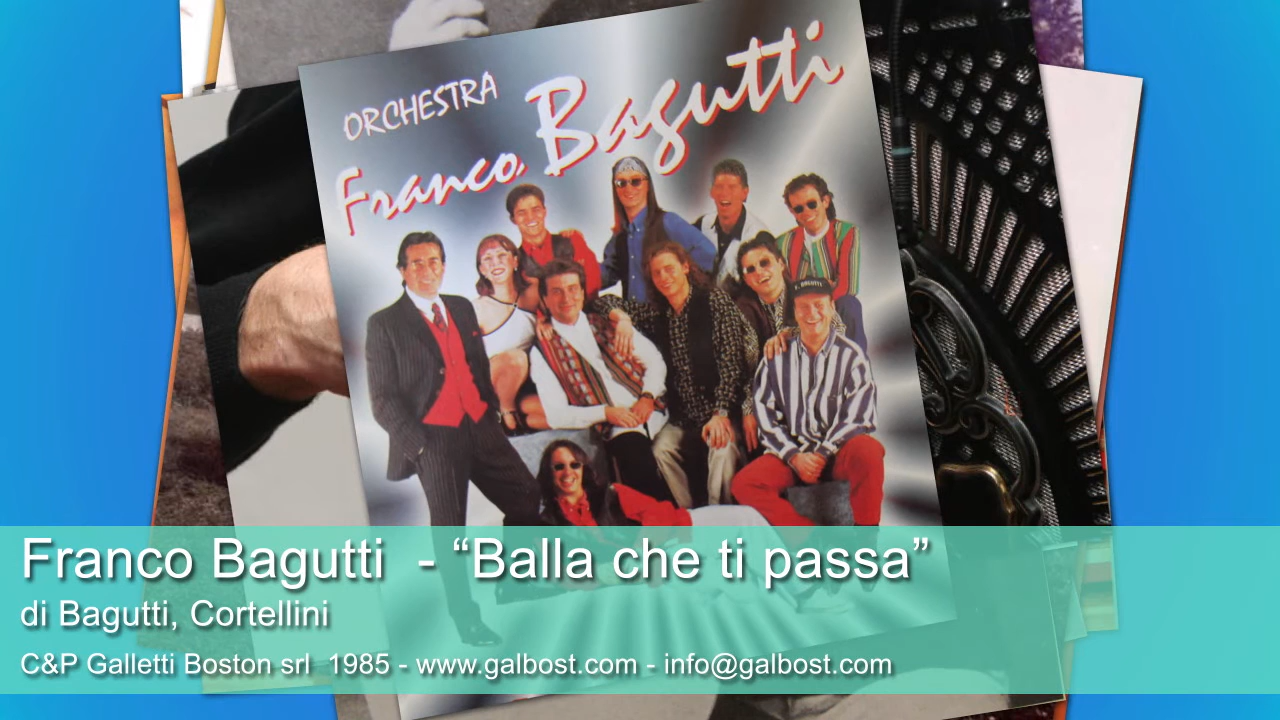 ORCHESTRA
Franco Bagutti
F. BAGUTTI
Franco Bagutti - “Balla che ti passa”
di Bagutti, Cortellini
C&P Galletti Boston srl 1985 - www.galbost.com - info@galbost.com